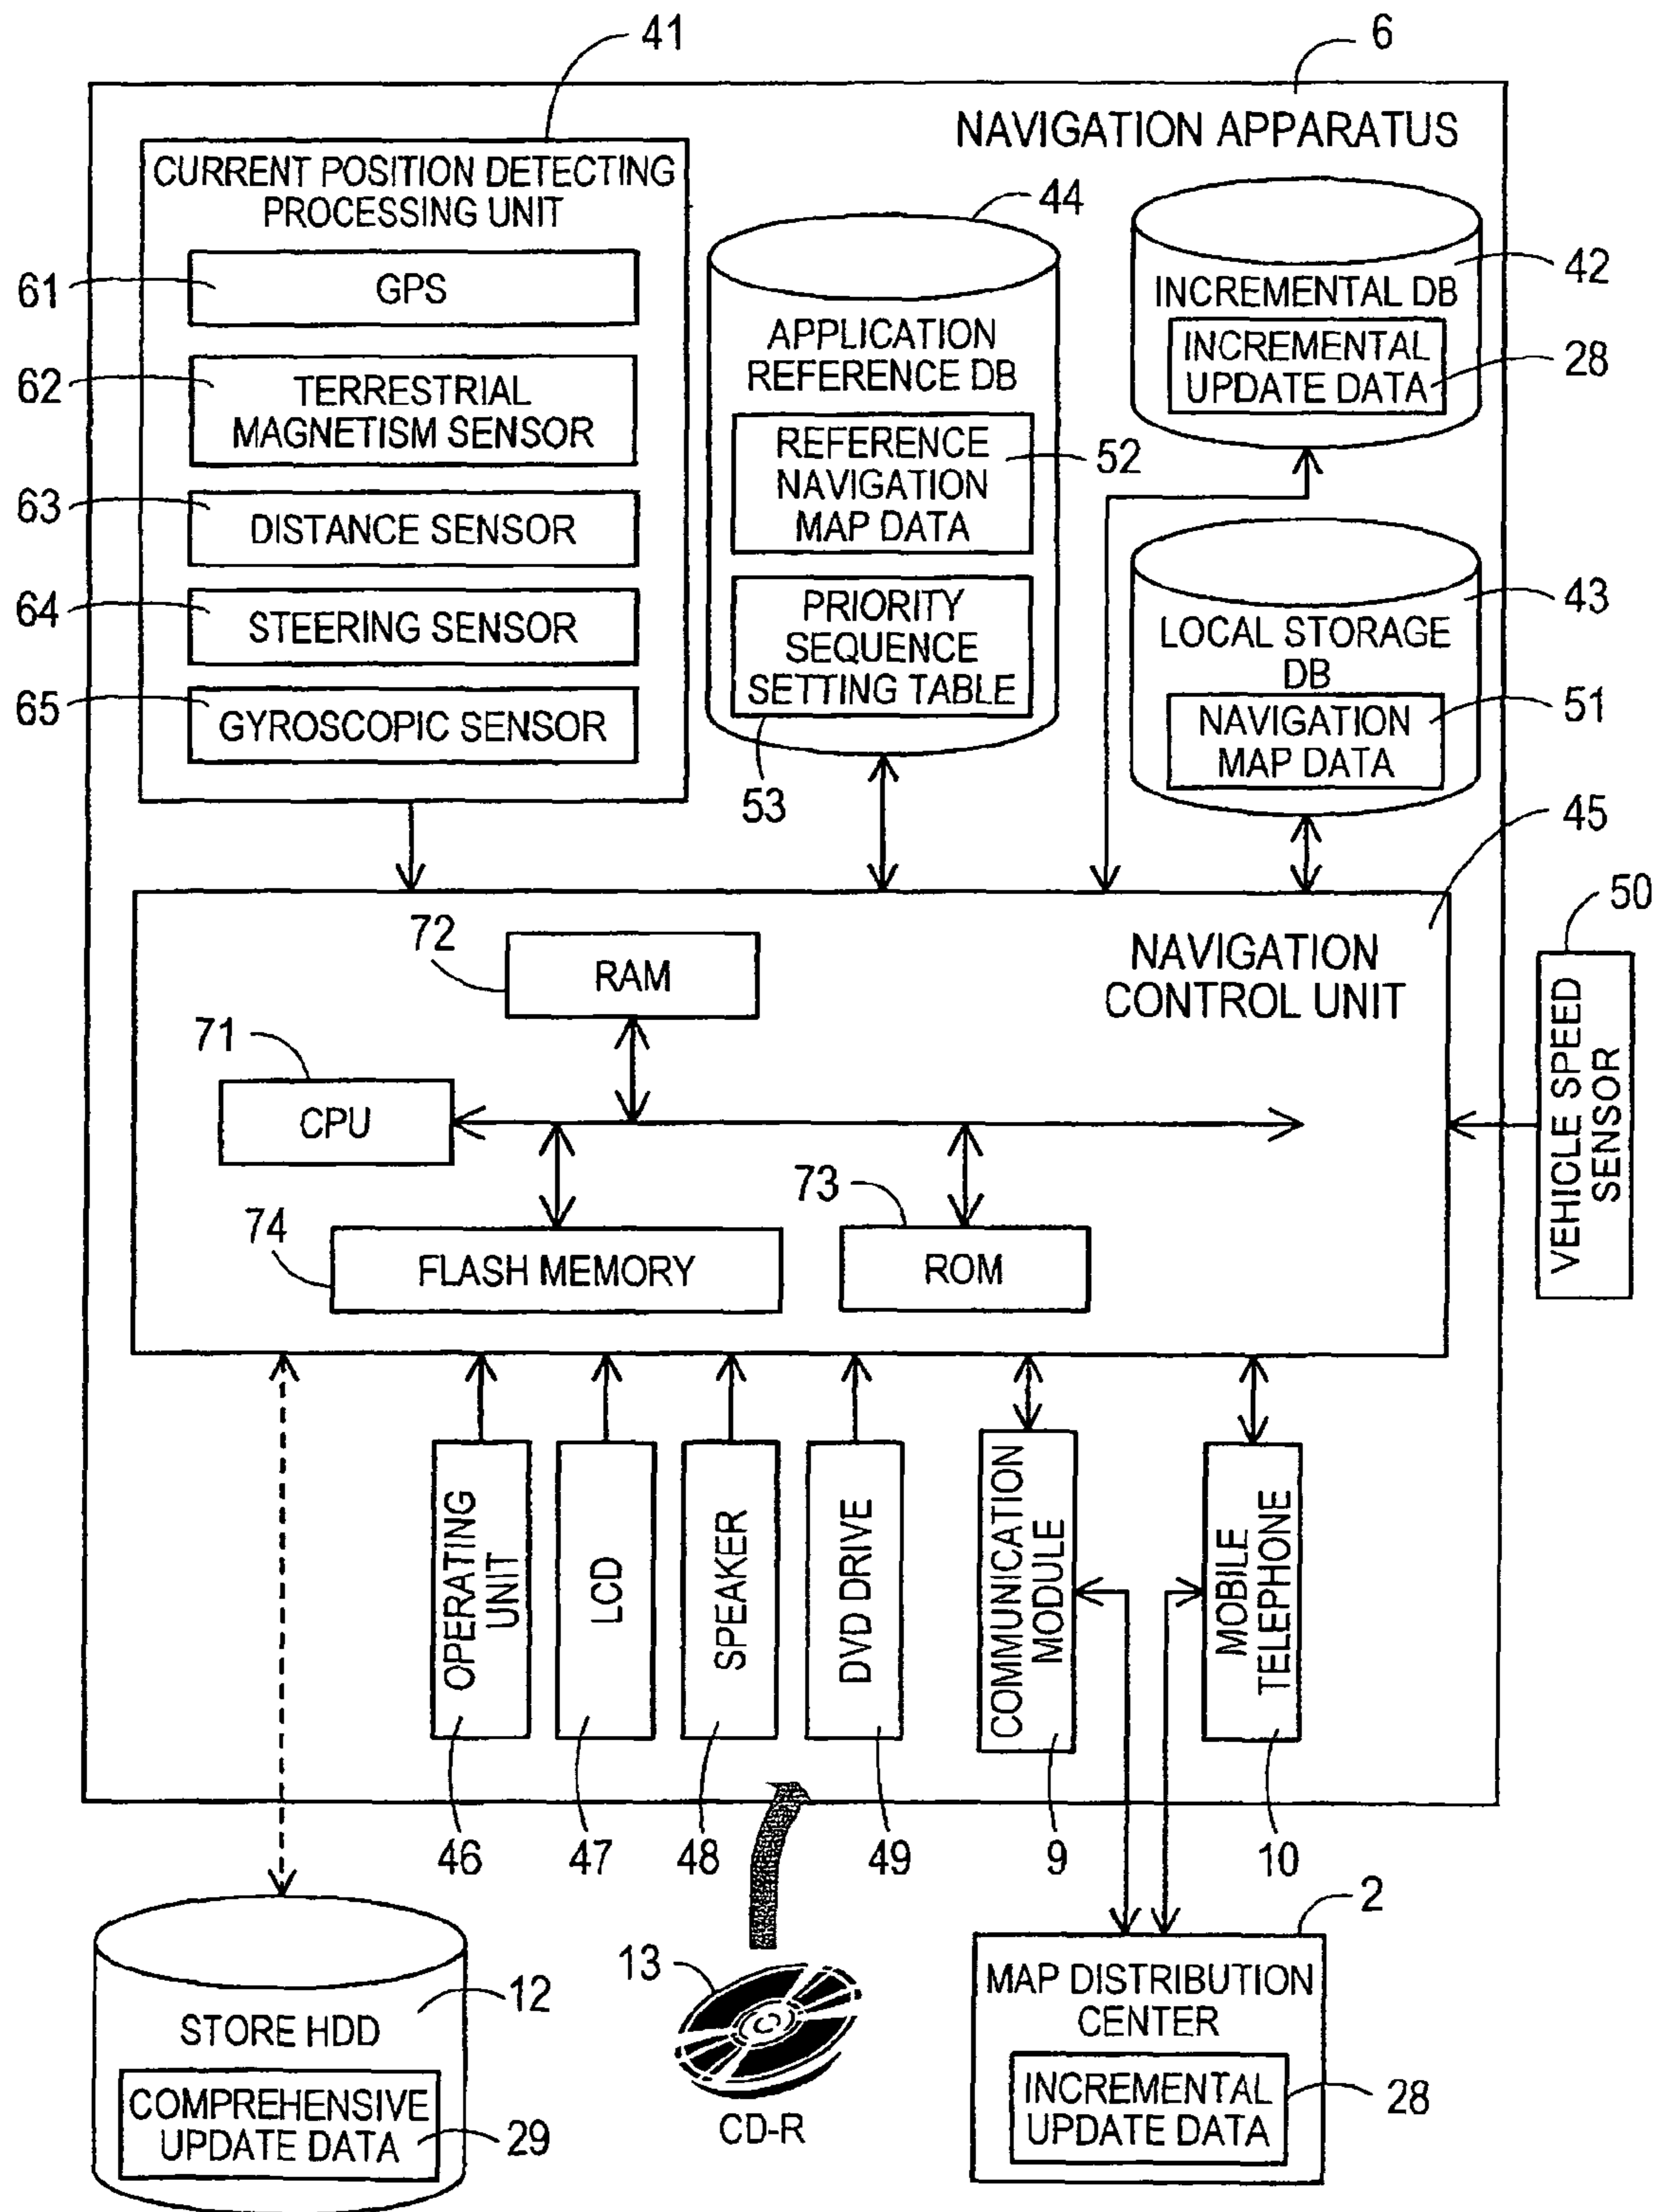 41
6
NAVIGATION APPARATUS
CURRENT POSITION DETECTING
PROCESSING UNIT
61
GPS
62
TERRESTRIAL
MAGNETISM SENSOR
63
DISTANCE SENSOR
64
STEERING SENSOR
65
GYROSCOPIC SENSOR
44
APPLICATION
REFERENCE DB
REFERENCE
NAVIGATION
MAP DATA
52
PRIORITY
SEQUENCE
SETTING TABLE
53
42
INCREMENTAL DB
INCREMENTAL
UPDATE DATA
28
43
LOCAL STORAGE
DB
NAVIGATION
MAP DATA
51
45
NAVIGATION
CONTROL UNIT
72
RAM
71
CPU
74
FLASH MEMORY
73
ROM
50
VEHICLE SPEED
SENSOR
OPERATING
UNIT
LCD
SPEAKER
DVD DRIVE
COMMUNICATION
MODULE
MOBILE
TELEPHONE
46
47
48
49
9
10
12
STORE HDD
COMPREHENSIVE
UPDATE DATA
29
13
C
CD-R
2
MAP DISTRIBUTION
CENTER
INCREMENTAL
UPDATE DATA
28